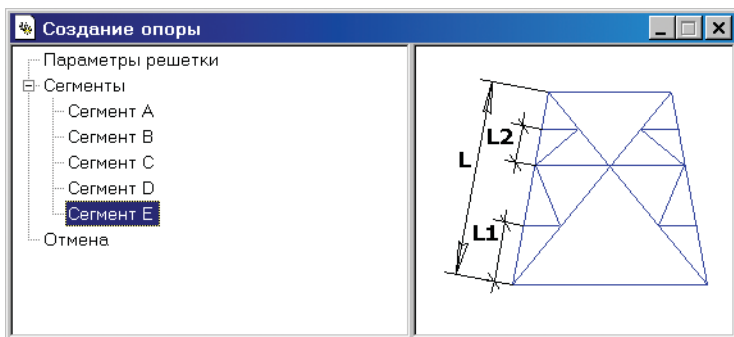 Создание опоры
Параметры решетки
Сегменты
Сегмент A
Сегмент B
Сегмент C
Сегмент D
Сегмент E
Отмена
L2
L
L1